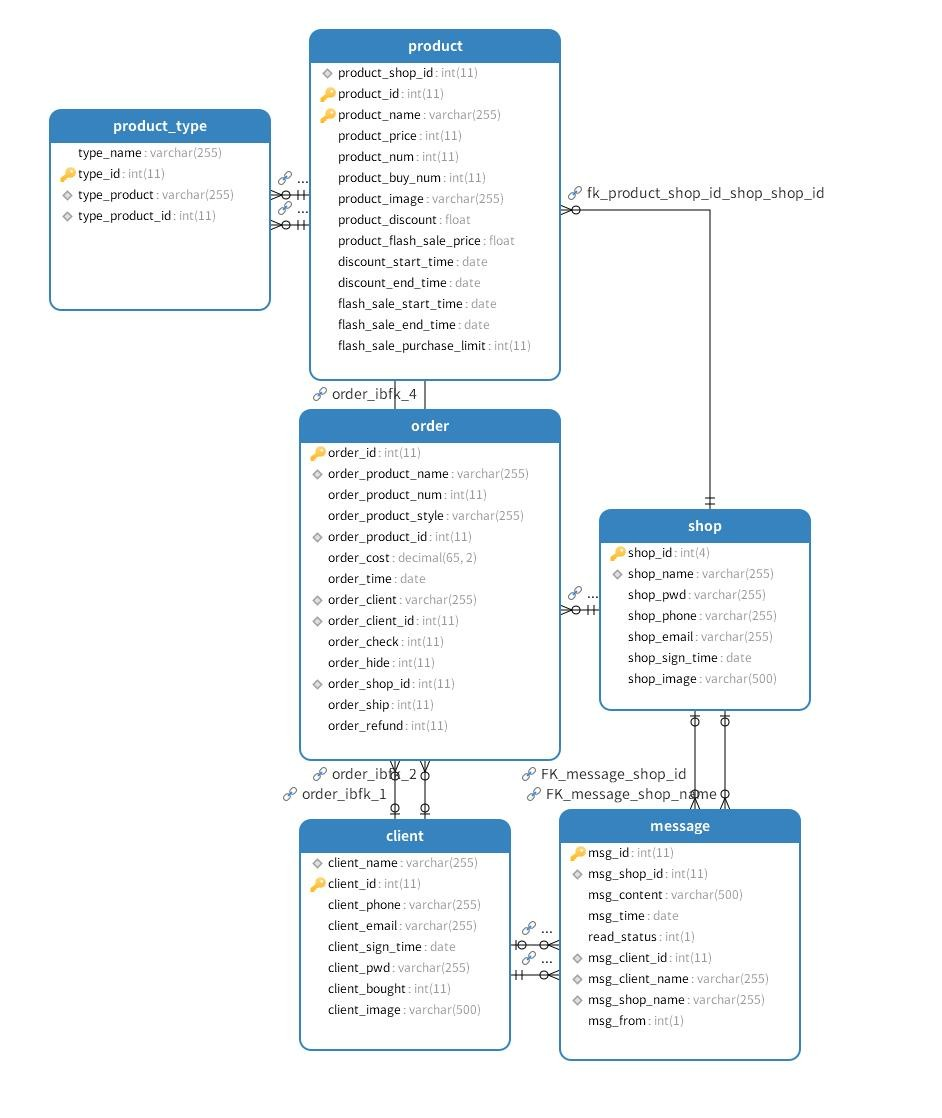 product
product_shop_id : int(11)
product_id : int(11)
product_name : varchar(255)
product_price : int(11)
product_num : int(11)
product_buy_num : int(11)
product_image : varchar(255)
product_discount : float
product_flash_sale_price : float
discount_start_time : date
discount_end_time : date
flash_sale_start_time : date
flash_sale_end_time : date
flash_sale_purchase_limit : int(11)
product_type
type_name : varchar(255)
type_id : int(11)
type_product : varchar(255)
type_product_id : int(11)
...
...
fk_product_shop_id_shop_shop_id
order_ibfk_4
order
order_id : int(11)
order_product_name : varchar(255)
order_product_num : int(11)
order_product_style : varchar(255)
order_product_id : int(11)
order_cost : decimal(65, 2)
order_time : date
order_client : varchar(255)
order_client_id : int(11)
order_check : int(11)
order_hide : int(11)
order_shop_id : int(11)
order_ship : int(11)
order_refund : int(11)
...
shop
shop_id : int(4)
shop_name : varchar(255)
shop_pwd : varchar(255)
shop_phone : varchar(255)
shop_email : varchar(255)
shop_sign_time : date
shop_image : varchar(500)
order_ibfk_2
order_ibfk_1
FK_message_shop_id
FK_message_shop_name
client
client_name : varchar(255)
client_id : int(11)
client_phone : varchar(255)
client_email : varchar(255)
client_sign_time : date
client_pwd : varchar(255)
client_bought : int(11)
client_image : varchar(500)
...
...
message
msg_id : int(11)
msg_shop_id : int(11)
msg_content : varchar(500)
msg_time : date
read_status : int(1)
msg_client_id : int(11)
msg_client_name : varchar(255)
msg_shop_name : varchar(255)
msg_from : int(1)